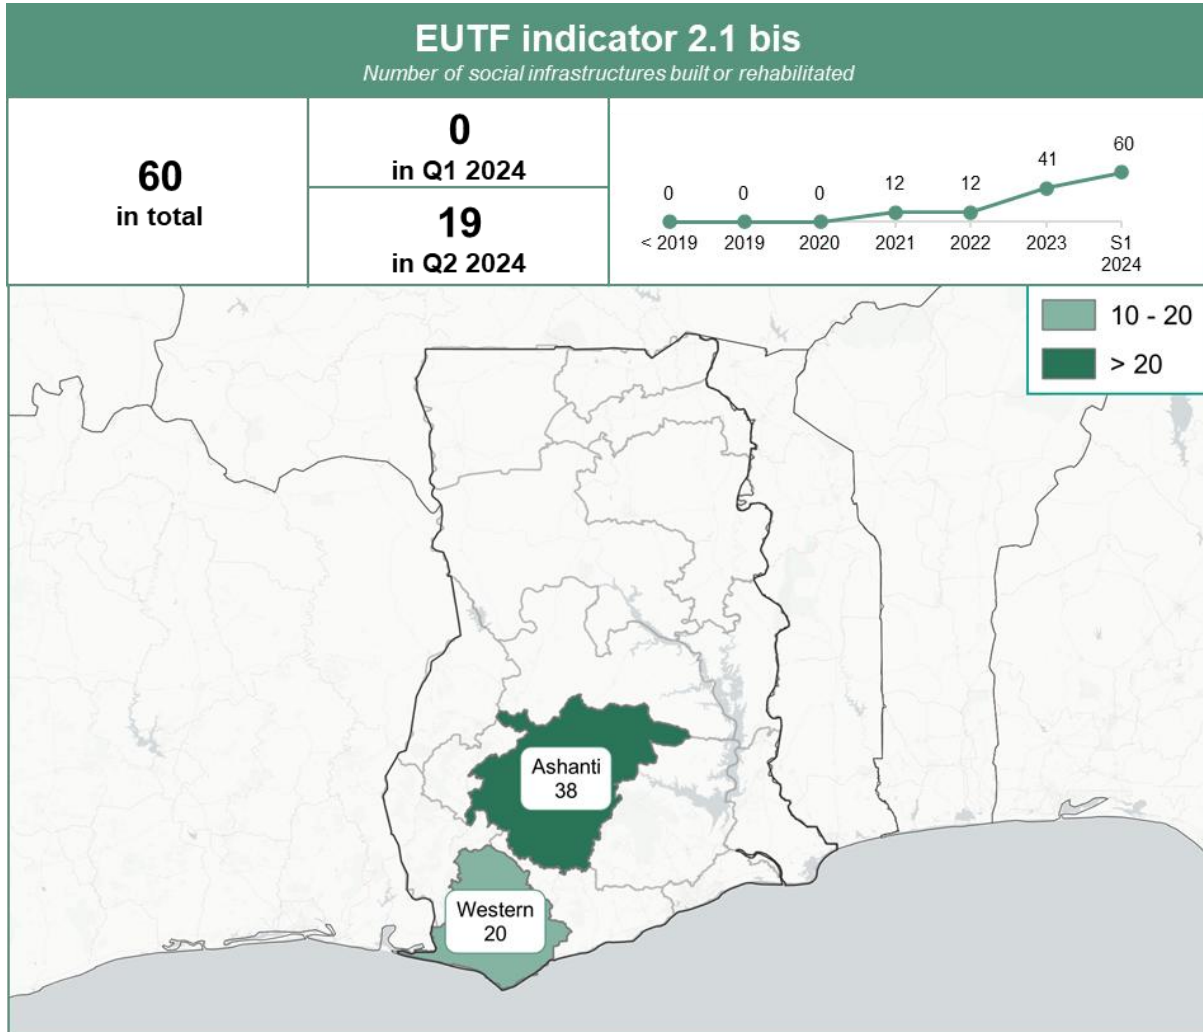 EUTF indicator 2.1 bis
Number of social infrastructures built or rehabilitated
60
in total
0
in Q1 2024
19
in Q2 2024
0
0
0
12
12
41
60
< 2019
2019
2020
2021
2022
2023
S1
2024
10 - 20
> 20
Ashanti
38
Western
20